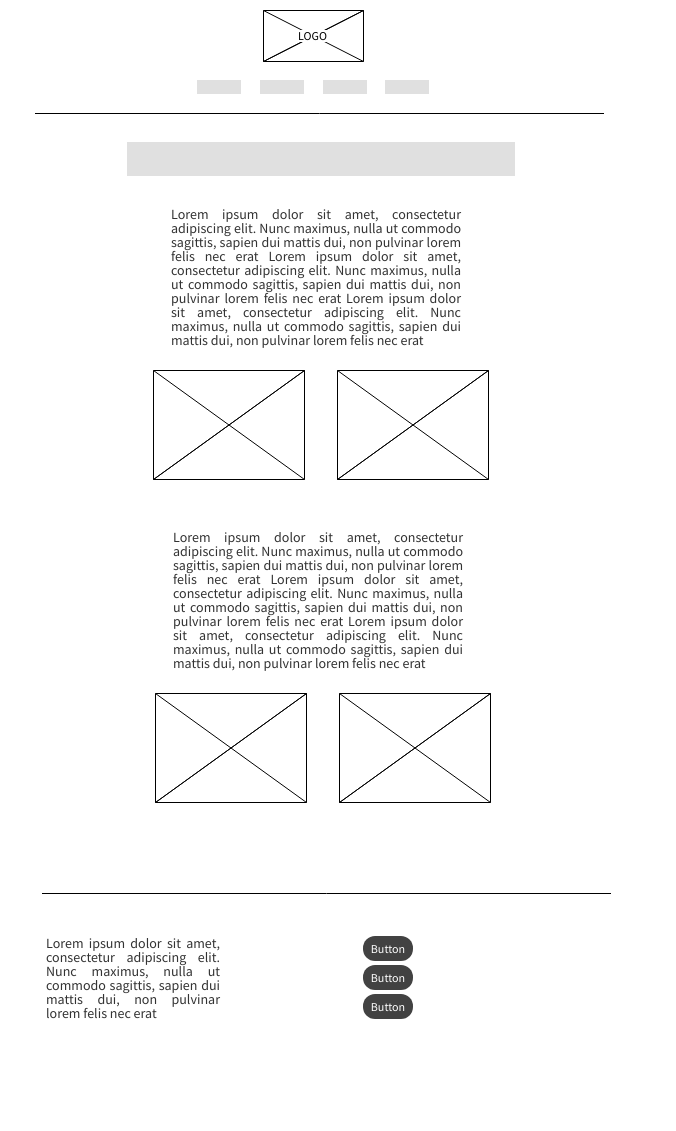 LOGO
Lorem ipsum dolor sit amet, consectetur
adipiscing elit. Nunc maximus, nulla ut commodo
sagittis, sapien dui mattis dui, non pulvinar lorem
felis nec erat Lorem ipsum dolor sit amet,
consectetur adipiscing elit. Nunc maximus, nulla
ut commodo sagittis, sapien dui mattis dui, non
pulvinar lorem felis nec erat Lorem ipsum dolor
sit amet, consectetur adipiscing elit. Nunc
maximus, nulla ut commodo sagittis, sapien dui
mattis dui, non pulvinar lorem felis nec erat
Lorem ipsum dolor sit amet, consectetur
adipiscing elit. Nunc maximus, nulla ut commodo
sagittis, sapien dui mattis dui, non pulvinar lorem
felis nec erat Lorem ipsum dolor sit amet,
consectetur adipiscing elit. Nunc maximus, nulla
ut commodo sagittis, sapien dui mattis dui, non
pulvinar lorem felis nec erat Lorem ipsum dolor
sit amet, consectetur adipiscing elit. Nunc
maximus, nulla ut commodo sagittis, sapien dui
mattis dui, non pulvinar lorem felis nec erat
Lorem ipsum dolor sit amet,
consectetur adipiscing elit.
Nunc maximus, nulla ut
commodo sagittis, sapien dui
mattis dui, non pulvinar
lorem felis nec erat
Button
Button
Button